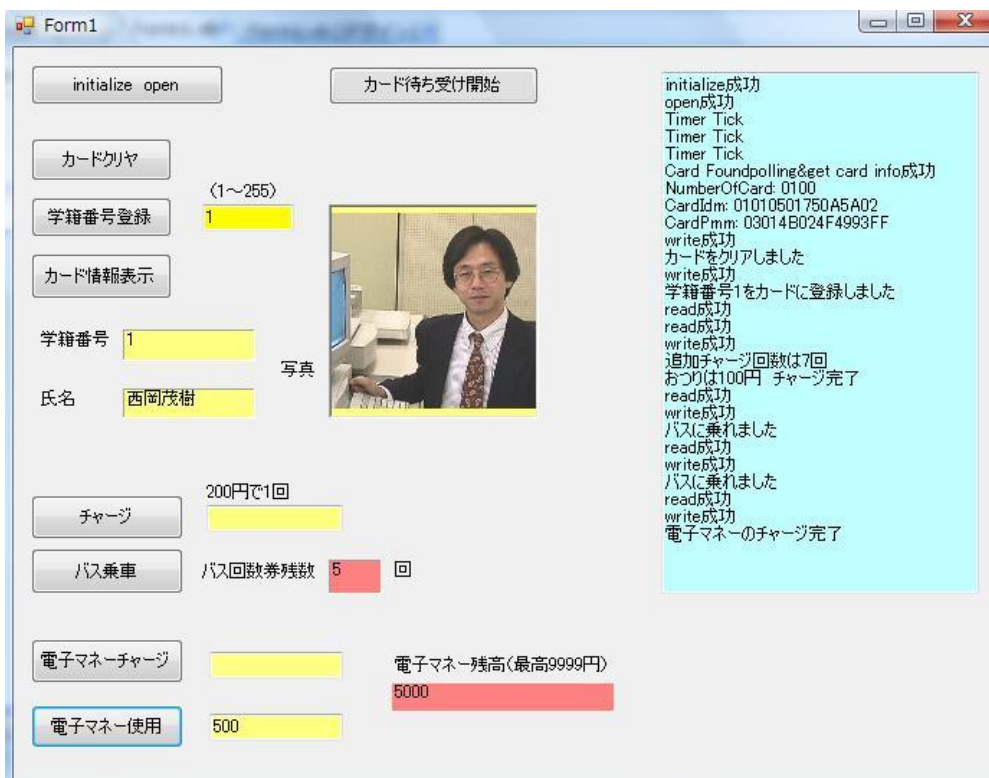 Form1
initialize open
カード待ち受け開始
カードクリヤ
(1～255)
学籍番号登録
1
カード情報表示
学籍番号
1
写真
氏名
西岡茂樹
200円で1回
チャージ
バス乗車
バス回数券残数
5
回
電子マネーチャージ
電子マネー残高(最高9999円)
5000
電子マネー使用
500
initialize成功
open成功
Timer Tick
Timer Tick
Timer Tick
Card Foundpolling&get card info成功
NumberOfCard: 0100
CardIdm: 01010501750A5A02
CardPmm: 03014B024F4993FF
write成功
カードをクリアしました
write成功
学籍番号1をカードに登録しました
read成功
read成功
write成功
追加チャージ回数は7回
おつりは100円 チャージ完了
read成功
write成功
バスに乗れました
read成功
write成功
バスに乗れました
read成功
write成功
電子マネーのチャージ完了